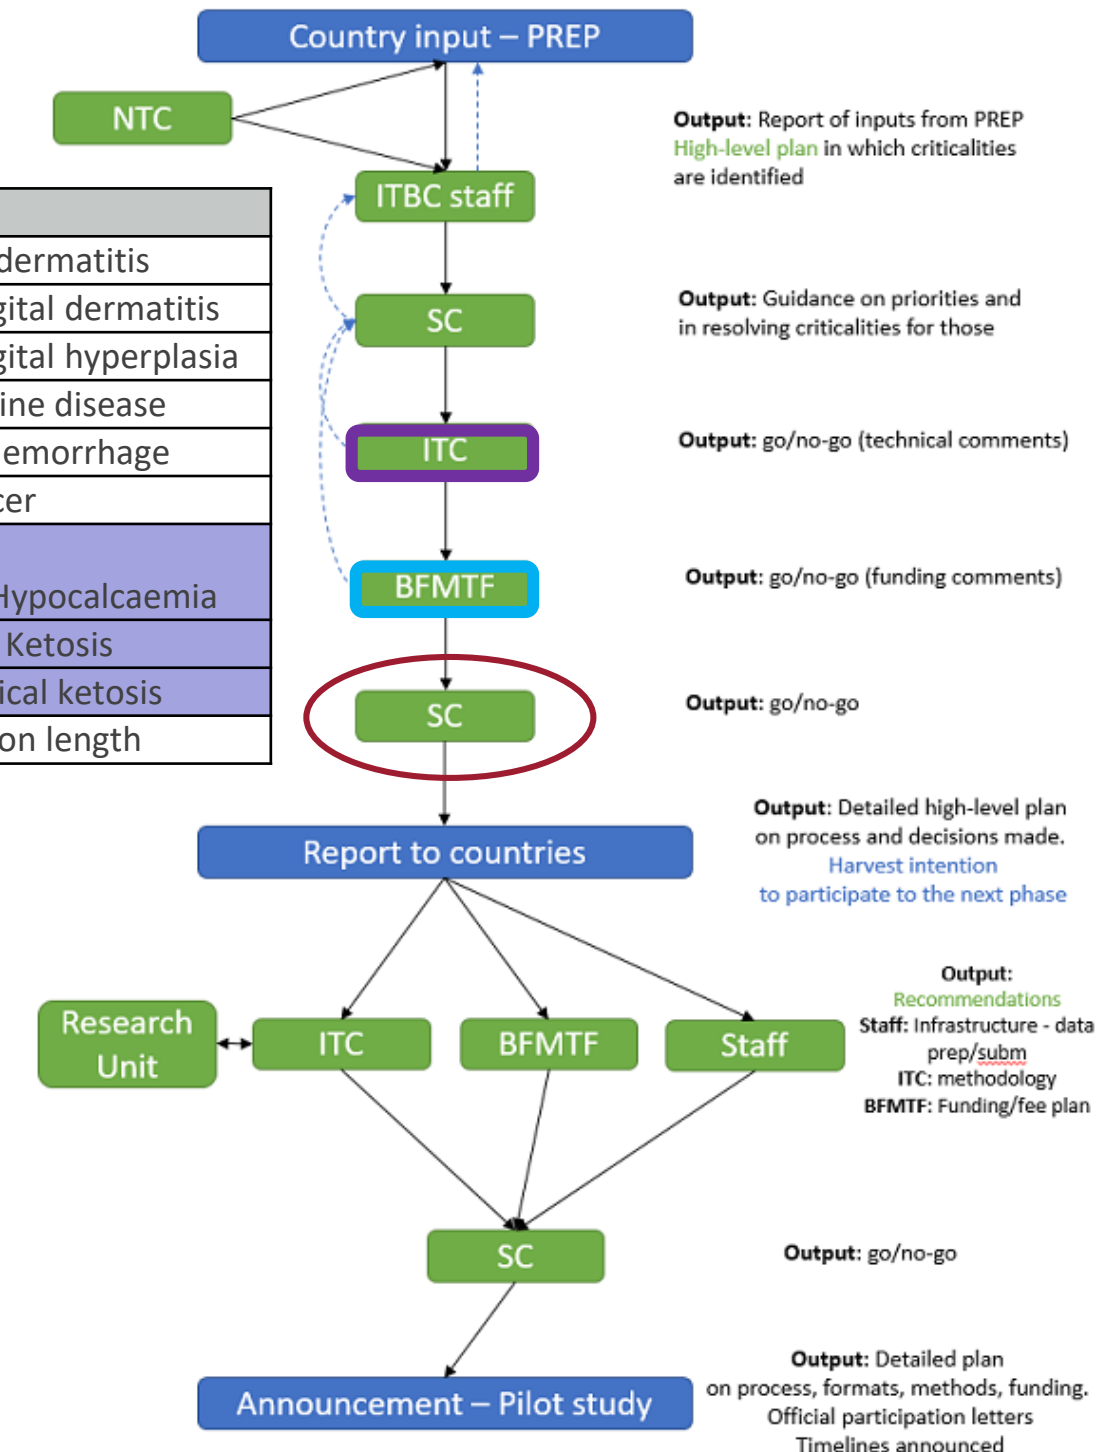 Country input – PREP
NTC
Output: Report of inputs from PREP
High-level plan in which criticalities
are identified
ITBC staff
dermatitis
gital dermatitis
gital hyperplasia
ine disease
emorrhage
cer
Hypocalcaemia
Ketosis
ical ketosis
on length
SC
Output: Guidance on priorities and
in resolving criticalities for those
ITC
Output: go/no-go (technical comments)
BFMTF
Output: go/no-go (funding comments)
SC
Output: go/no-go
Report to countries
Output: Detailed high-level plan
on process and decisions made.
Harvest intention
to participate to the next phase
Research
Unit
ITC
BFMTF
Staff
Output:
Recommendations
Staff: Infrastructure - data
prep/subm
ITC: methodology
BFMTF: Funding/fee plan
SC
Output: go/no-go
Announcement – Pilot study
Output: Detailed plan
on process, formats, methods, funding.
Official participation letters
Timelines announced